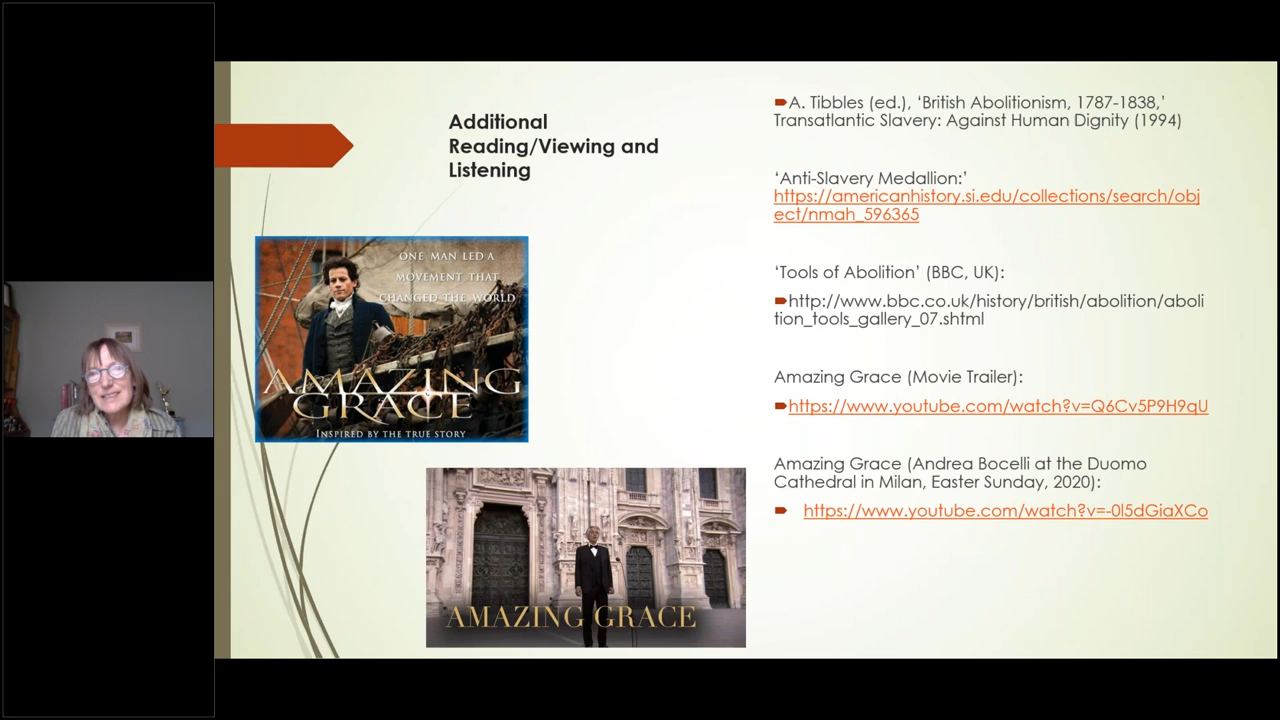 Additional
Reading/Viewing and
Listening
ONE MAN LED A
MOVEMENT THAT
CHANGED THE WORLD
AMAZING
GRACE
INSPIRED BY THE TRUE STORY
AMAZING GRACE
A. Tibbles (ed.), ‘British Abolitionism, 1787-1838,’
Transatlantic Slavery: Against Human Dignity (1994)
‘Anti-Slavery Medallion:’
https://americanhistory.si.edu/collections/search/obj
ect/nmah_596365
‘Tools of Abolition’ (BBC, UK):
http://www.bbc.co.uk/history/british/abolition/aboli
tion_tools_gallery_07.shtml
Amazing Grace (Movie Trailer):
https://www.youtube.com/watch?v=Q6Cv5P9H9qU
Amazing Grace (Andrea Bocelli at the Duomo
Cathedral in Milan, Easter Sunday, 2020):
https://www.youtube.com/watch?v=-0l5dGiaXCo